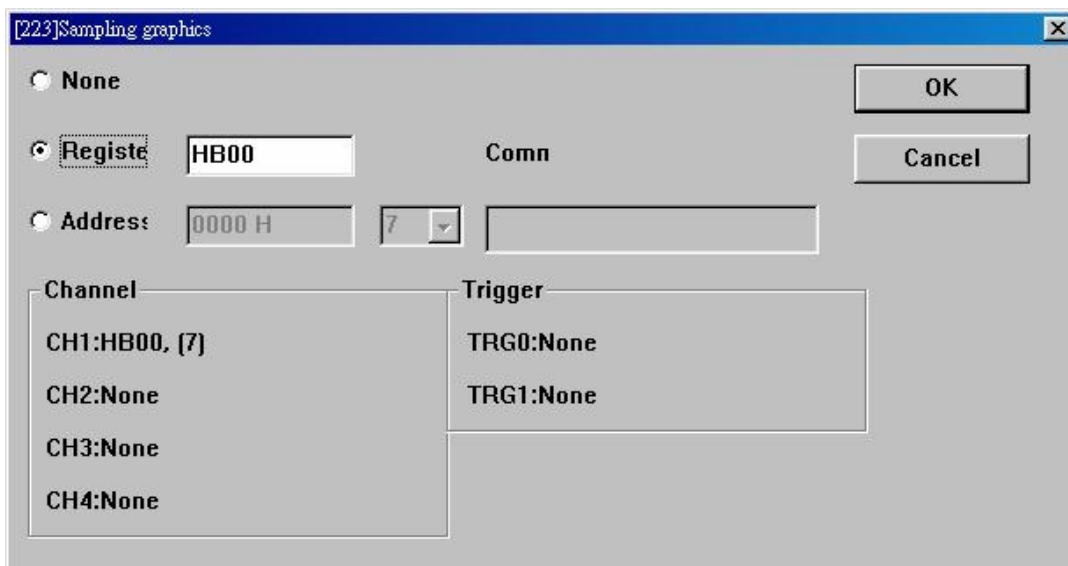 [223]Sampling graphics
None
OK
Registe
HB00
Comn
Cancel
Address
0000 H
7
Channel
Trigger
CH1:HB00, (7)
TRG0:None
CH2:None
TRG1:None
CH3:None
CH4:None